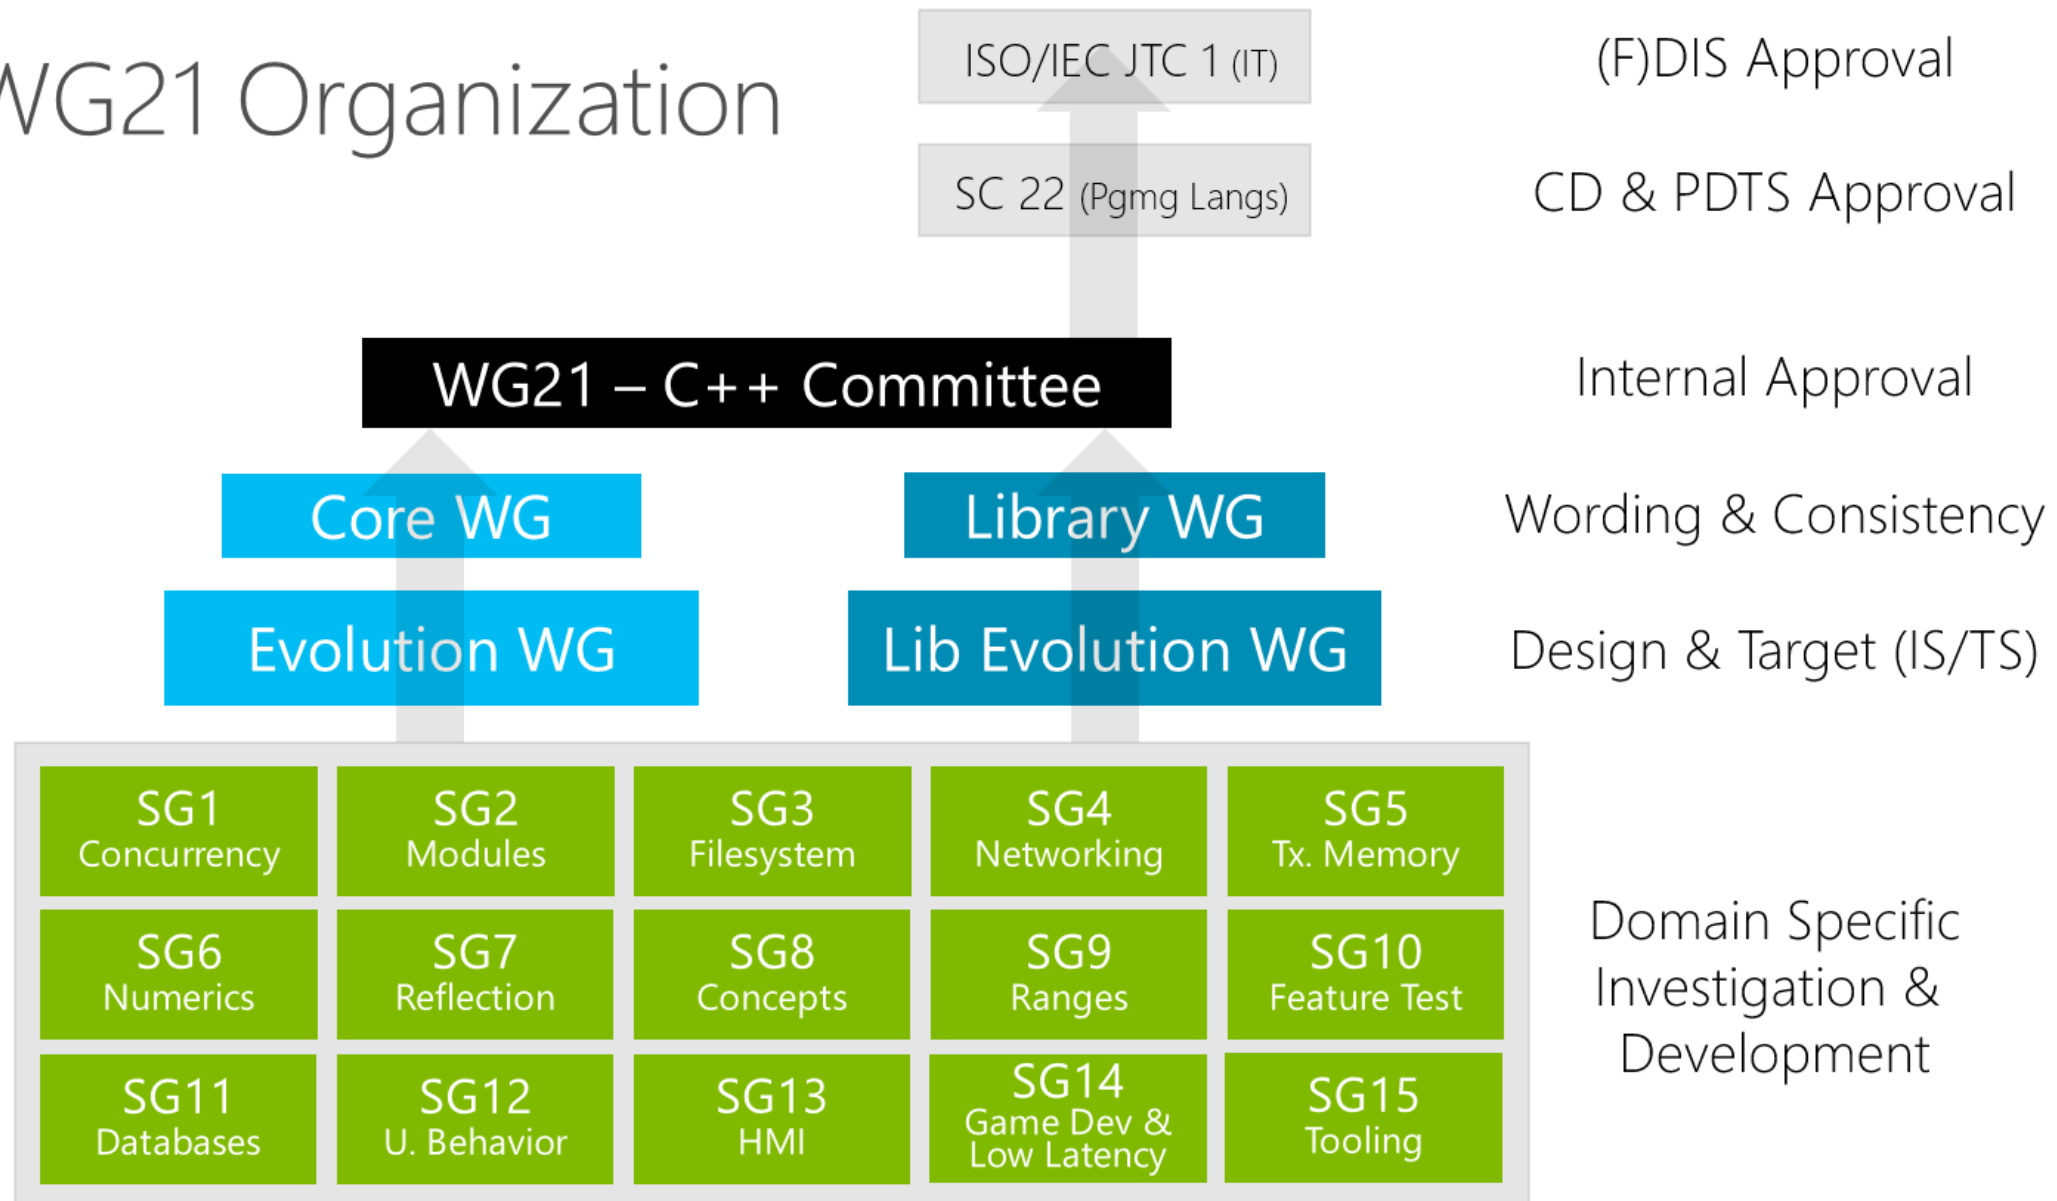 WG21 Organization
ISO/IEC JTC 1 (IT)
(F)DIS Approval
SC 22 (Pgmg Langs)
CD & PDTS Approval
WG21 – C++ Committee
Internal Approval
Core WG
Library WG
Wording & Consistency
Evolution WG
Lib Evolution WG
Design & Target (IS/TS)
SG1
Concurrency
SG2
Modules
SG3
Filesystem
SG4
Networking
SG5
Tx. Memory
SG6
Numerics
SG7
Reflection
SG8
Concepts
SG9
Ranges
SG10
Feature Test
Domain Specific
Investigation &
Development
SG11
Databases
SG12
U. Behavior
SG13
HMI
SG14
Game Dev &
Low Latency
SG15
Tooling